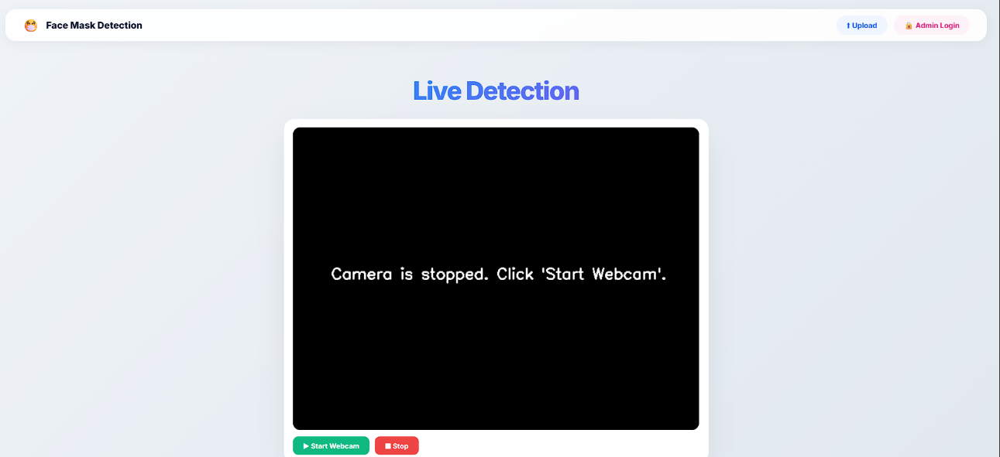 Face Mask Detection
⬆ Upload
🔒 Admin Login
Live Detection
Camera is stopped. Click 'Start Webcam'.
▶ Start Webcam
⏹ Stop